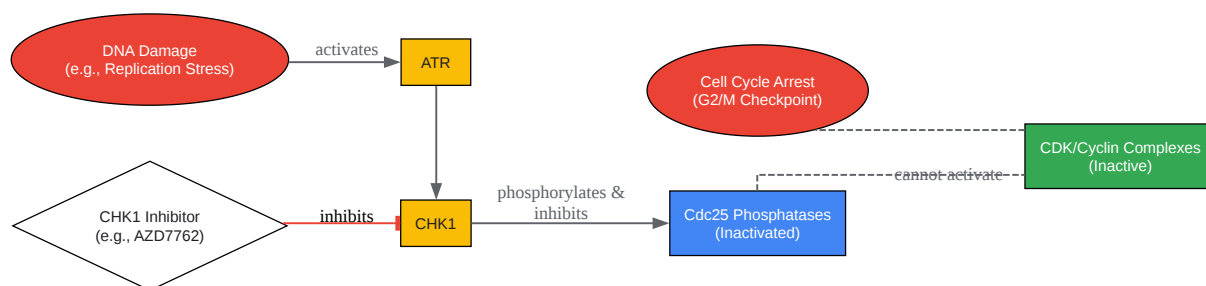 DNA Damage
(e.g., Replication Stress)
activates
ATR
Cell Cycle Arrest
(G2/M Checkpoint)
CDK/Cyclin Complexes
(Inactive)
cannot activate
CHK1 Inhibitor
(e.g., AZD7762)
inhibits
CHK1
phosphorylates &
inhibits
Cdc25 Phosphatases
(Inactivated)